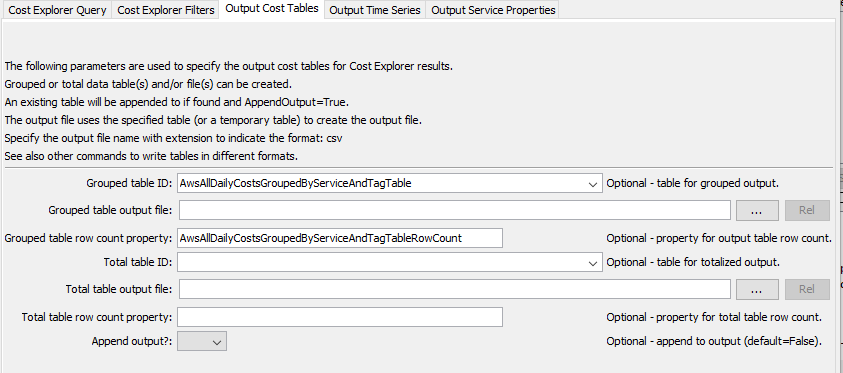 Cost Explorer Query Cost Explorer Filters Output Cost Tables Output Time Series Output Service Properties
The following parameters are used to specify the output cost tables for Cost Explorer results.
Grouped or total data table(s) and/or file(s) can be created.
An existing table will be appended to if found and AppendOutput=True.
The output file uses the specified table (or a temporary table) to create the output file.
Specify the output file name with extension to indicate the format: csv
See also other commands to write tables in different formats.
Grouped table ID: AwsAllDailyCostsGroupedByServiceAndTagTable Optional - table for grouped output.
Grouped table output file: ... Rel
Grouped table row count property: AwsAllDailyCostsGroupedByServiceAndTagTableRowCount Optional - property for output table row count.
Total table ID: Optional - table for totalized output.
Total table output file: ... Rel
Total table row count property: Optional - property for total table row count.
Append output?: Optional - append to output (default=False).